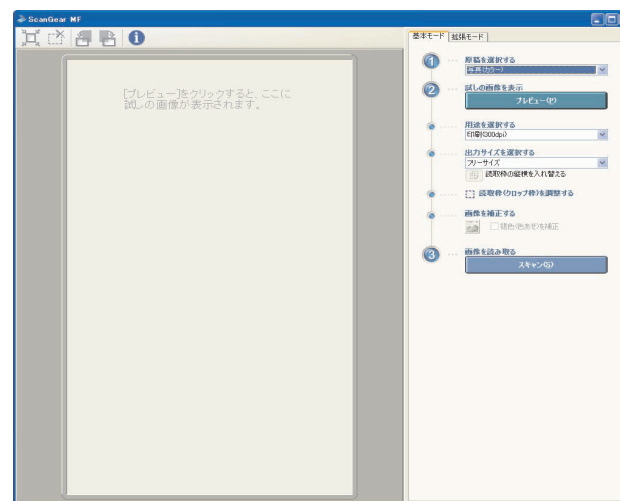 ScanGear MF
基本モード
拡張モード
[プレビュー]をクリックすると、ここに
試しの画像が表示されます。
1
原稿を選択する
写真(カラー)
2
試しの画像を表示
プレビュー(P)
用途を選択する
印刷(300dpi)
出力サイズを選択する
フリーサイズ
読取枠の縦横を入れ替える
読取枠(クロップ枠)を調整する
画像を補正する
褪色(色あせ)を補正
3
画像を読み取る
スキャン(S)